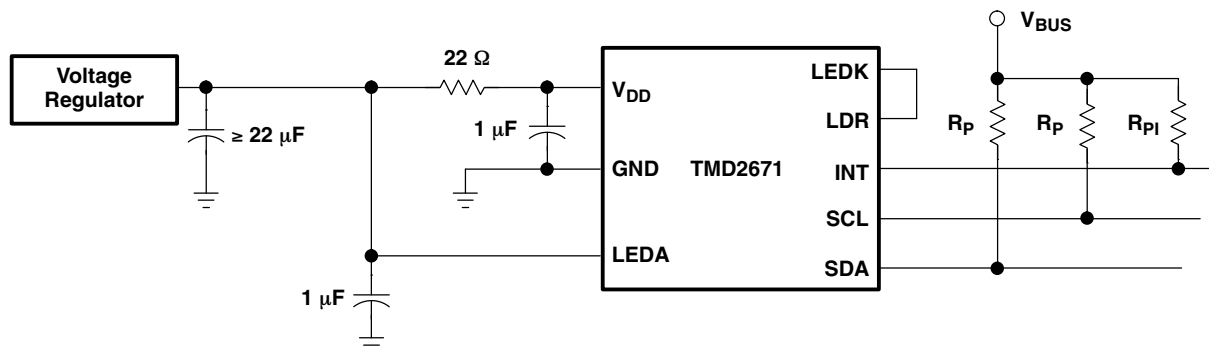 V_BUS
22 Ω
Voltage
Regulator
LEDK
V_DD
LDR
≥ 22 μF
1 μF
R_P
R_P
R_PI
GND
TMD2671
INT
SCL
LEDA
SDA
1 μF